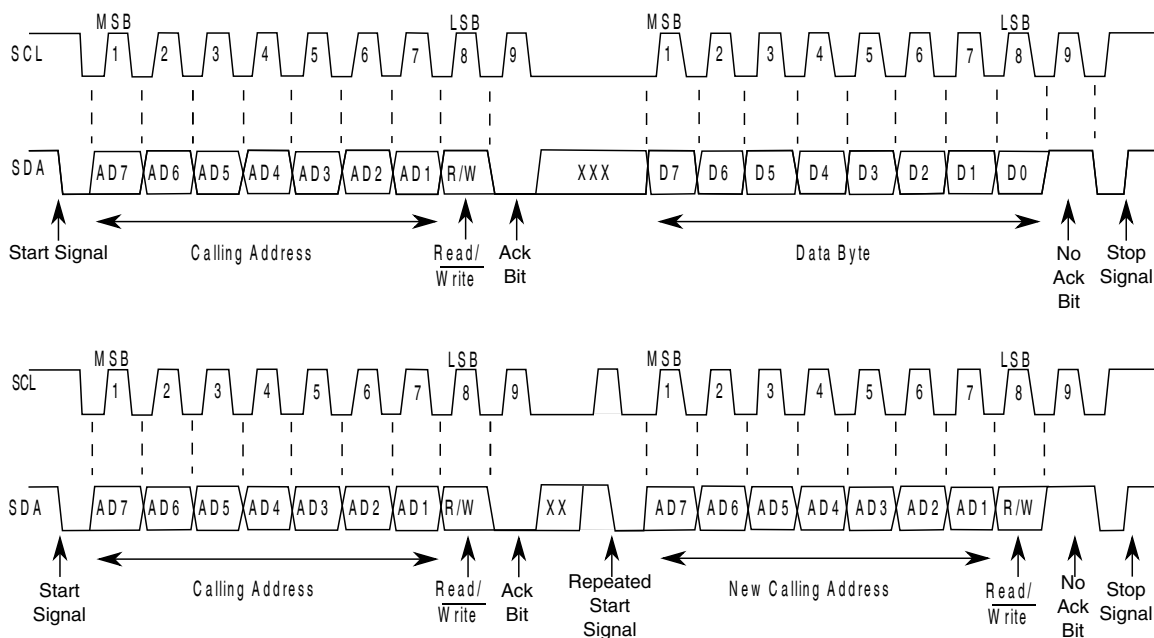 MSB LSB MSB LSB
SCL 1 2 3 4 5 6 7 8 9 1 2 3 4 5 6 7 8 9
SDA AD7 AD6 AD5 AD4 AD3 AD2 AD1 R/W XXX D7 D6 D5 D4 D3 D2 D1 D0
Start Signal Calling Address Read/ Ack Data Byte No Stop
Write Bit Ack Signal
Bit
MSB LSB MSB LSB
SCL 1 2 3 4 5 6 7 8 9 1 2 3 4 5 6 7 8 9
SDA AD7 AD6 AD5 AD4 AD3 AD2 AD1 R/W XX AD7 AD6 AD5 AD4 AD3 AD2 AD1 R/W
Start Calling Address Read/ Ack Repeated New Calling Address Read/ No Stop
Signal Write Bit Start Write Ack Signal
Signal Bit